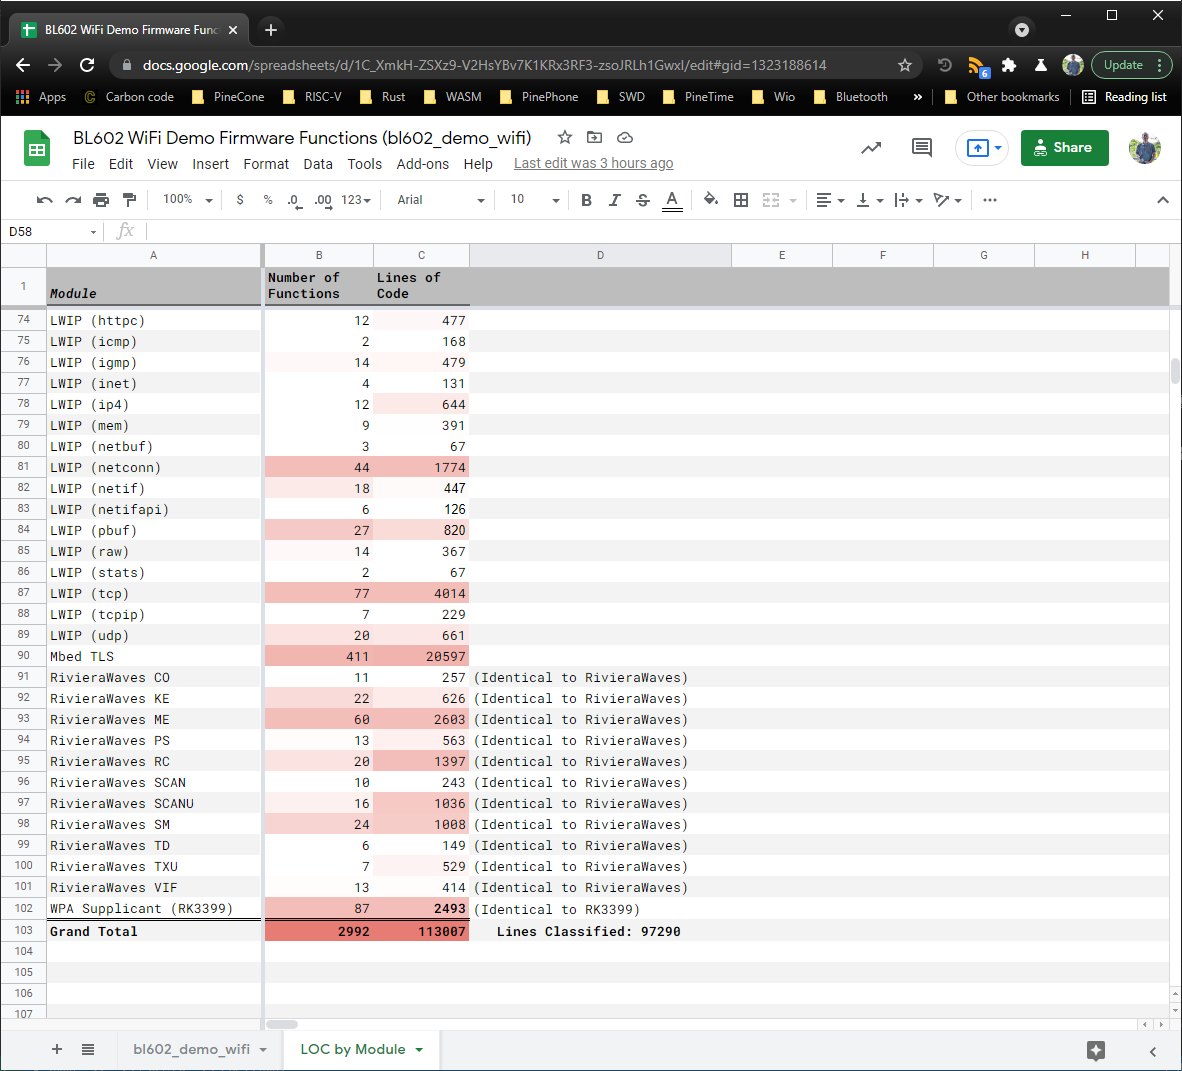 BL602 WiFi Demo Firmware Func
docs.google.com/spreadsheets/d/1C_XmkH-ZSXz9-V2HsYBv7K1KRx3RF3-zsoJRLh1GwxI/edit#gid=1323188614
6
Update
Apps
Carbon code
PineCone
RISC-V
Rust
WASM
PinePhone
SWD
PineTime
Wio
Bluetooth
»
Other bookmarks
Reading list
BL602 WiFi Demo Firmware Functions (bl602_demo_wifi)
File Edit View Insert Format Data Tools Add-ons Help Last edit was 3 hours ago
Share
100% $ % .0 .00 123 Arial 10 B I S A
D58 fx
A B C D E F G H
1 Module Number of Functions Lines of Code
74 LWIP (httpc) 12 477
75 LWIP (icmp) 2 168
76 LWIP (igmp) 14 479
77 LWIP (inet) 4 131
78 LWIP (ip4) 12 644
79 LWIP (mem) 9 391
80 LWIP (netbuf) 3 67
81 LWIP (netconn) 44 1774
82 LWIP (netif) 18 447
83 LWIP (netifapi) 6 126
84 LWIP (pbuf) 27 820
85 LWIP (raw) 14 367
86 LWIP (stats) 2 67
87 LWIP (tcp) 77 4014
88 LWIP (tcpip) 7 229
89 LWIP (udp) 20 661
90 Mbed TLS 411 20597
91 RivieraWaves CO 11 257 (Identical to RivieraWaves)
92 RivieraWaves KE 22 626 (Identical to RivieraWaves)
93 RivieraWaves ME 60 2603 (Identical to RivieraWaves)
94 RivieraWaves PS 13 563 (Identical to RivieraWaves)
95 RivieraWaves RC 20 1397 (Identical to RivieraWaves)
96 RivieraWaves SCAN 10 243 (Identical to RivieraWaves)
97 RivieraWaves SCANU 16 1036 (Identical to RivieraWaves)
98 RivieraWaves SM 24 1008 (Identical to RivieraWaves)
99 RivieraWaves TD 6 149 (Identical to RivieraWaves)
100 RivieraWaves TXU 7 529 (Identical to RivieraWaves)
101 RivieraWaves VIF 13 414 (Identical to RivieraWaves)
102 WPA Supplicant (RK3399) 87 2493 (Identical to RK3399)
103 Grand Total 2992 113007 Lines Classified: 97290
104
105
106
107
bl602_demo_wifi
LOC by Module